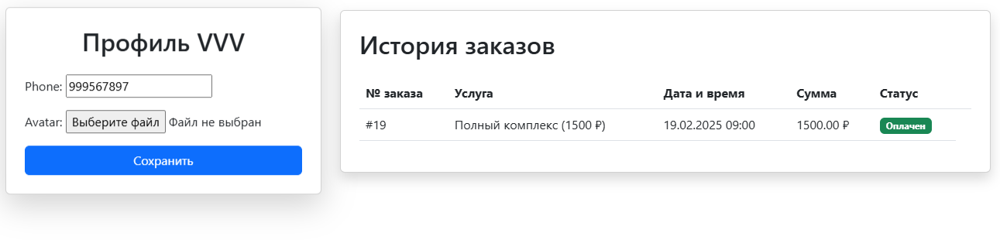 Профиль VVV
Phone: 999567897
Avatar: Выберите файл Файл не выбран
Сохранить
История заказов
№ заказа Услуга Дата и время Сумма Статус
#19 Полный комплекс (1500 ₽) 19.02.2025 09:00 1500.00 ₽ Оплачен